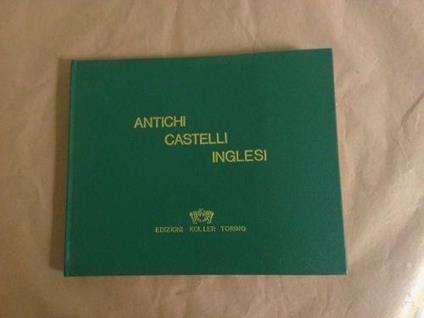 ANTICHI
CASTELLI
INGLESI
EDIZIONI KOLLER TORINO